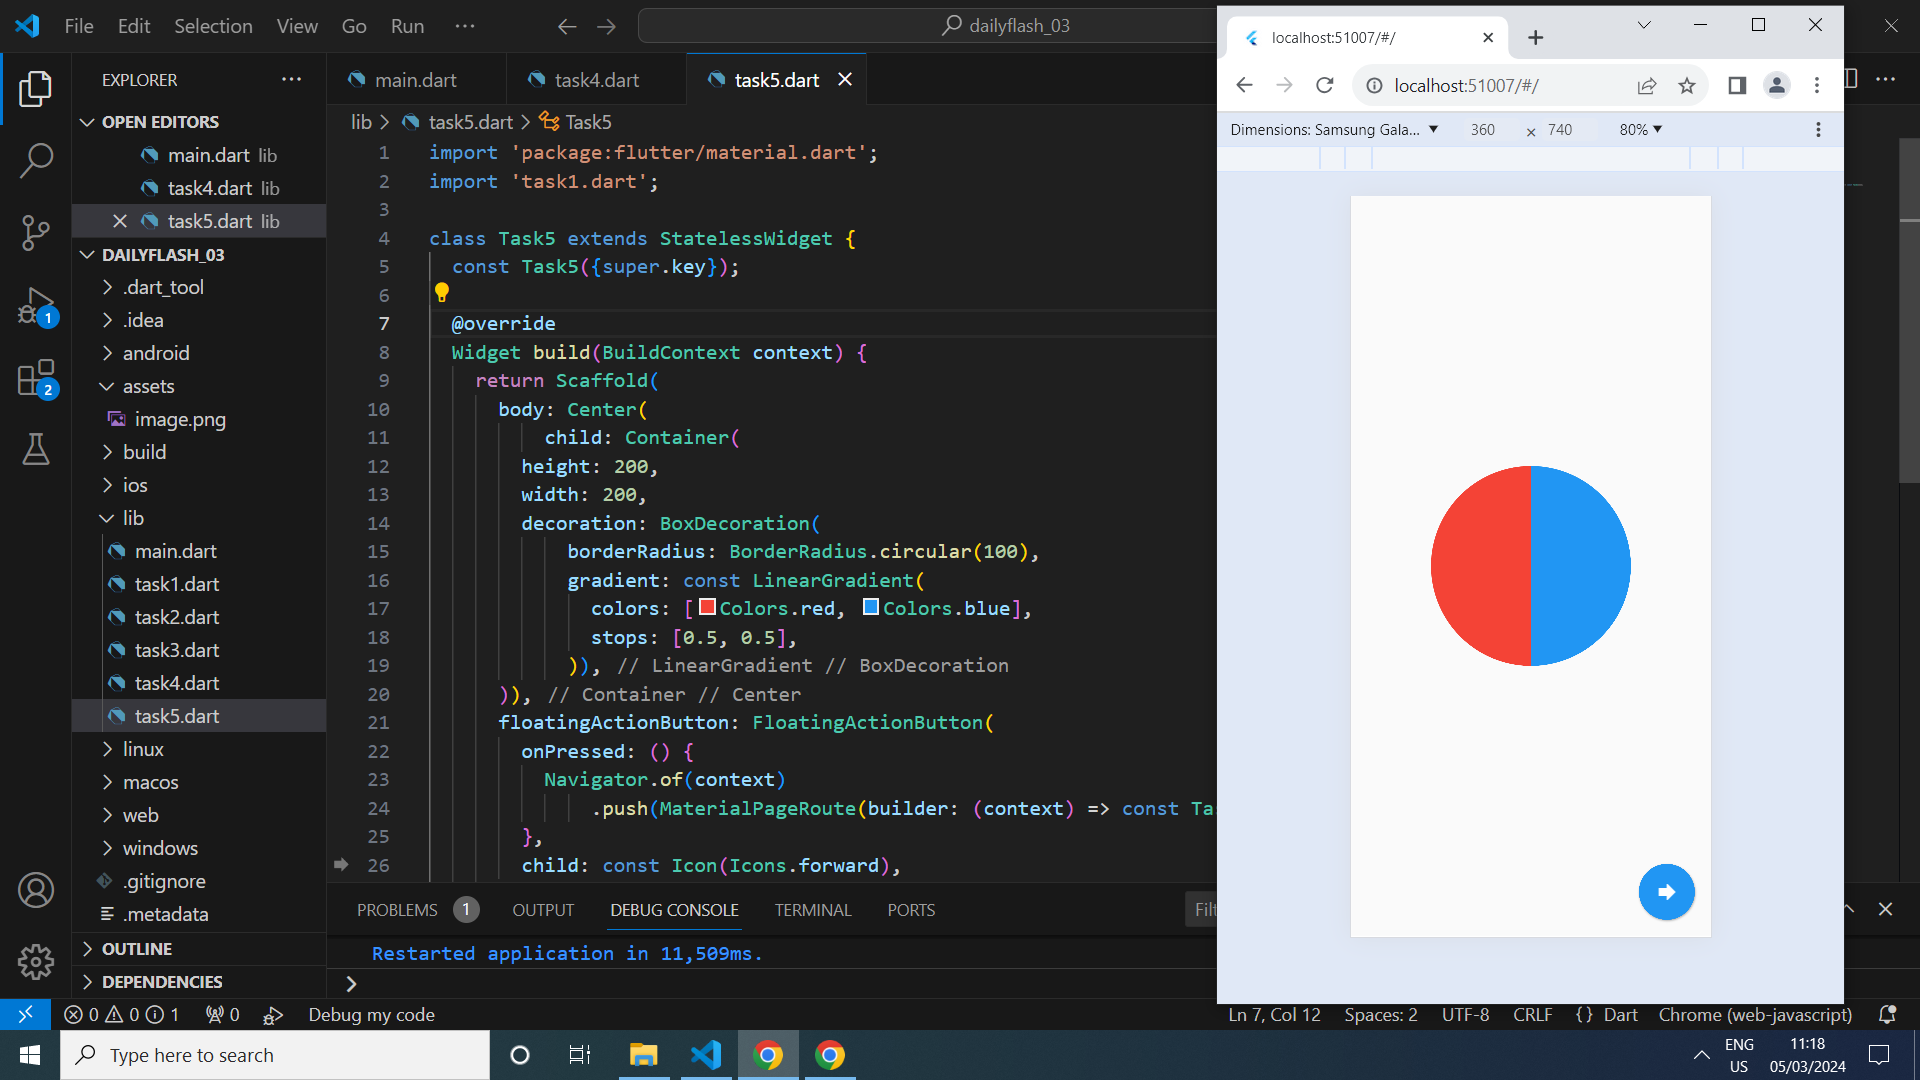 File Edit Selection View Go Run ··· dailyflash_03
EXPLORER ···
OPEN EDITORS
main.dart lib
task4.dart lib
task5.dart lib
DAILYFLASH_03
.dart_tool
.idea
android
assets
image.png
build
ios
lib
main.dart
task1.dart
task2.dart
task3.dart
task4.dart
task5.dart
linux
macos
web
windows
.gitignore
.metadata
OUTLINE
DEPENDENCIES
1
2
main.dart task4.dart task5.dart
lib > task5.dart > Task5
1 import 'package:flutter/material.dart';
2 import 'task1.dart';
3
4 class Task5 extends StatelessWidget {
5 const Task5({super.key});
6
7 @override
8 Widget build(BuildContext context) {
9 return Scaffold(
10 body: Center(
11 child: Container(
12 height: 200,
13 width: 200,
14 decoration: BoxDecoration(
15 borderRadius: BorderRadius.circular(100),
16 gradient: const LinearGradient(
17 colors: [Colors.red, Colors.blue],
18 stops: [0.5, 0.5],
19 )), // LinearGradient // BoxDecoration
20 )), // Container // Center
21 floatingActionButton: FloatingActionButton(
22 onPressed: () {
23 Navigator.of(context)
24 .push(MaterialPageRoute(builder: (context) => const Ta
25 },
26 child: const Icon(Icons.forward),
PROBLEMS 1 OUTPUT DEBUG CONSOLE TERMINAL PORTS
Restarted application in 11,509ms.
>
localhost:51007/#/
localhost:51007/#/
Dimensions: Samsung Gala... 360 × 740 80%
0 0 1 0 Debug my code
Ln 7, Col 12 Spaces: 2 UTF-8 CRLF {} Dart Chrome (web-javascript)
Type here to search
ENG
US
11:18
05/03/2024